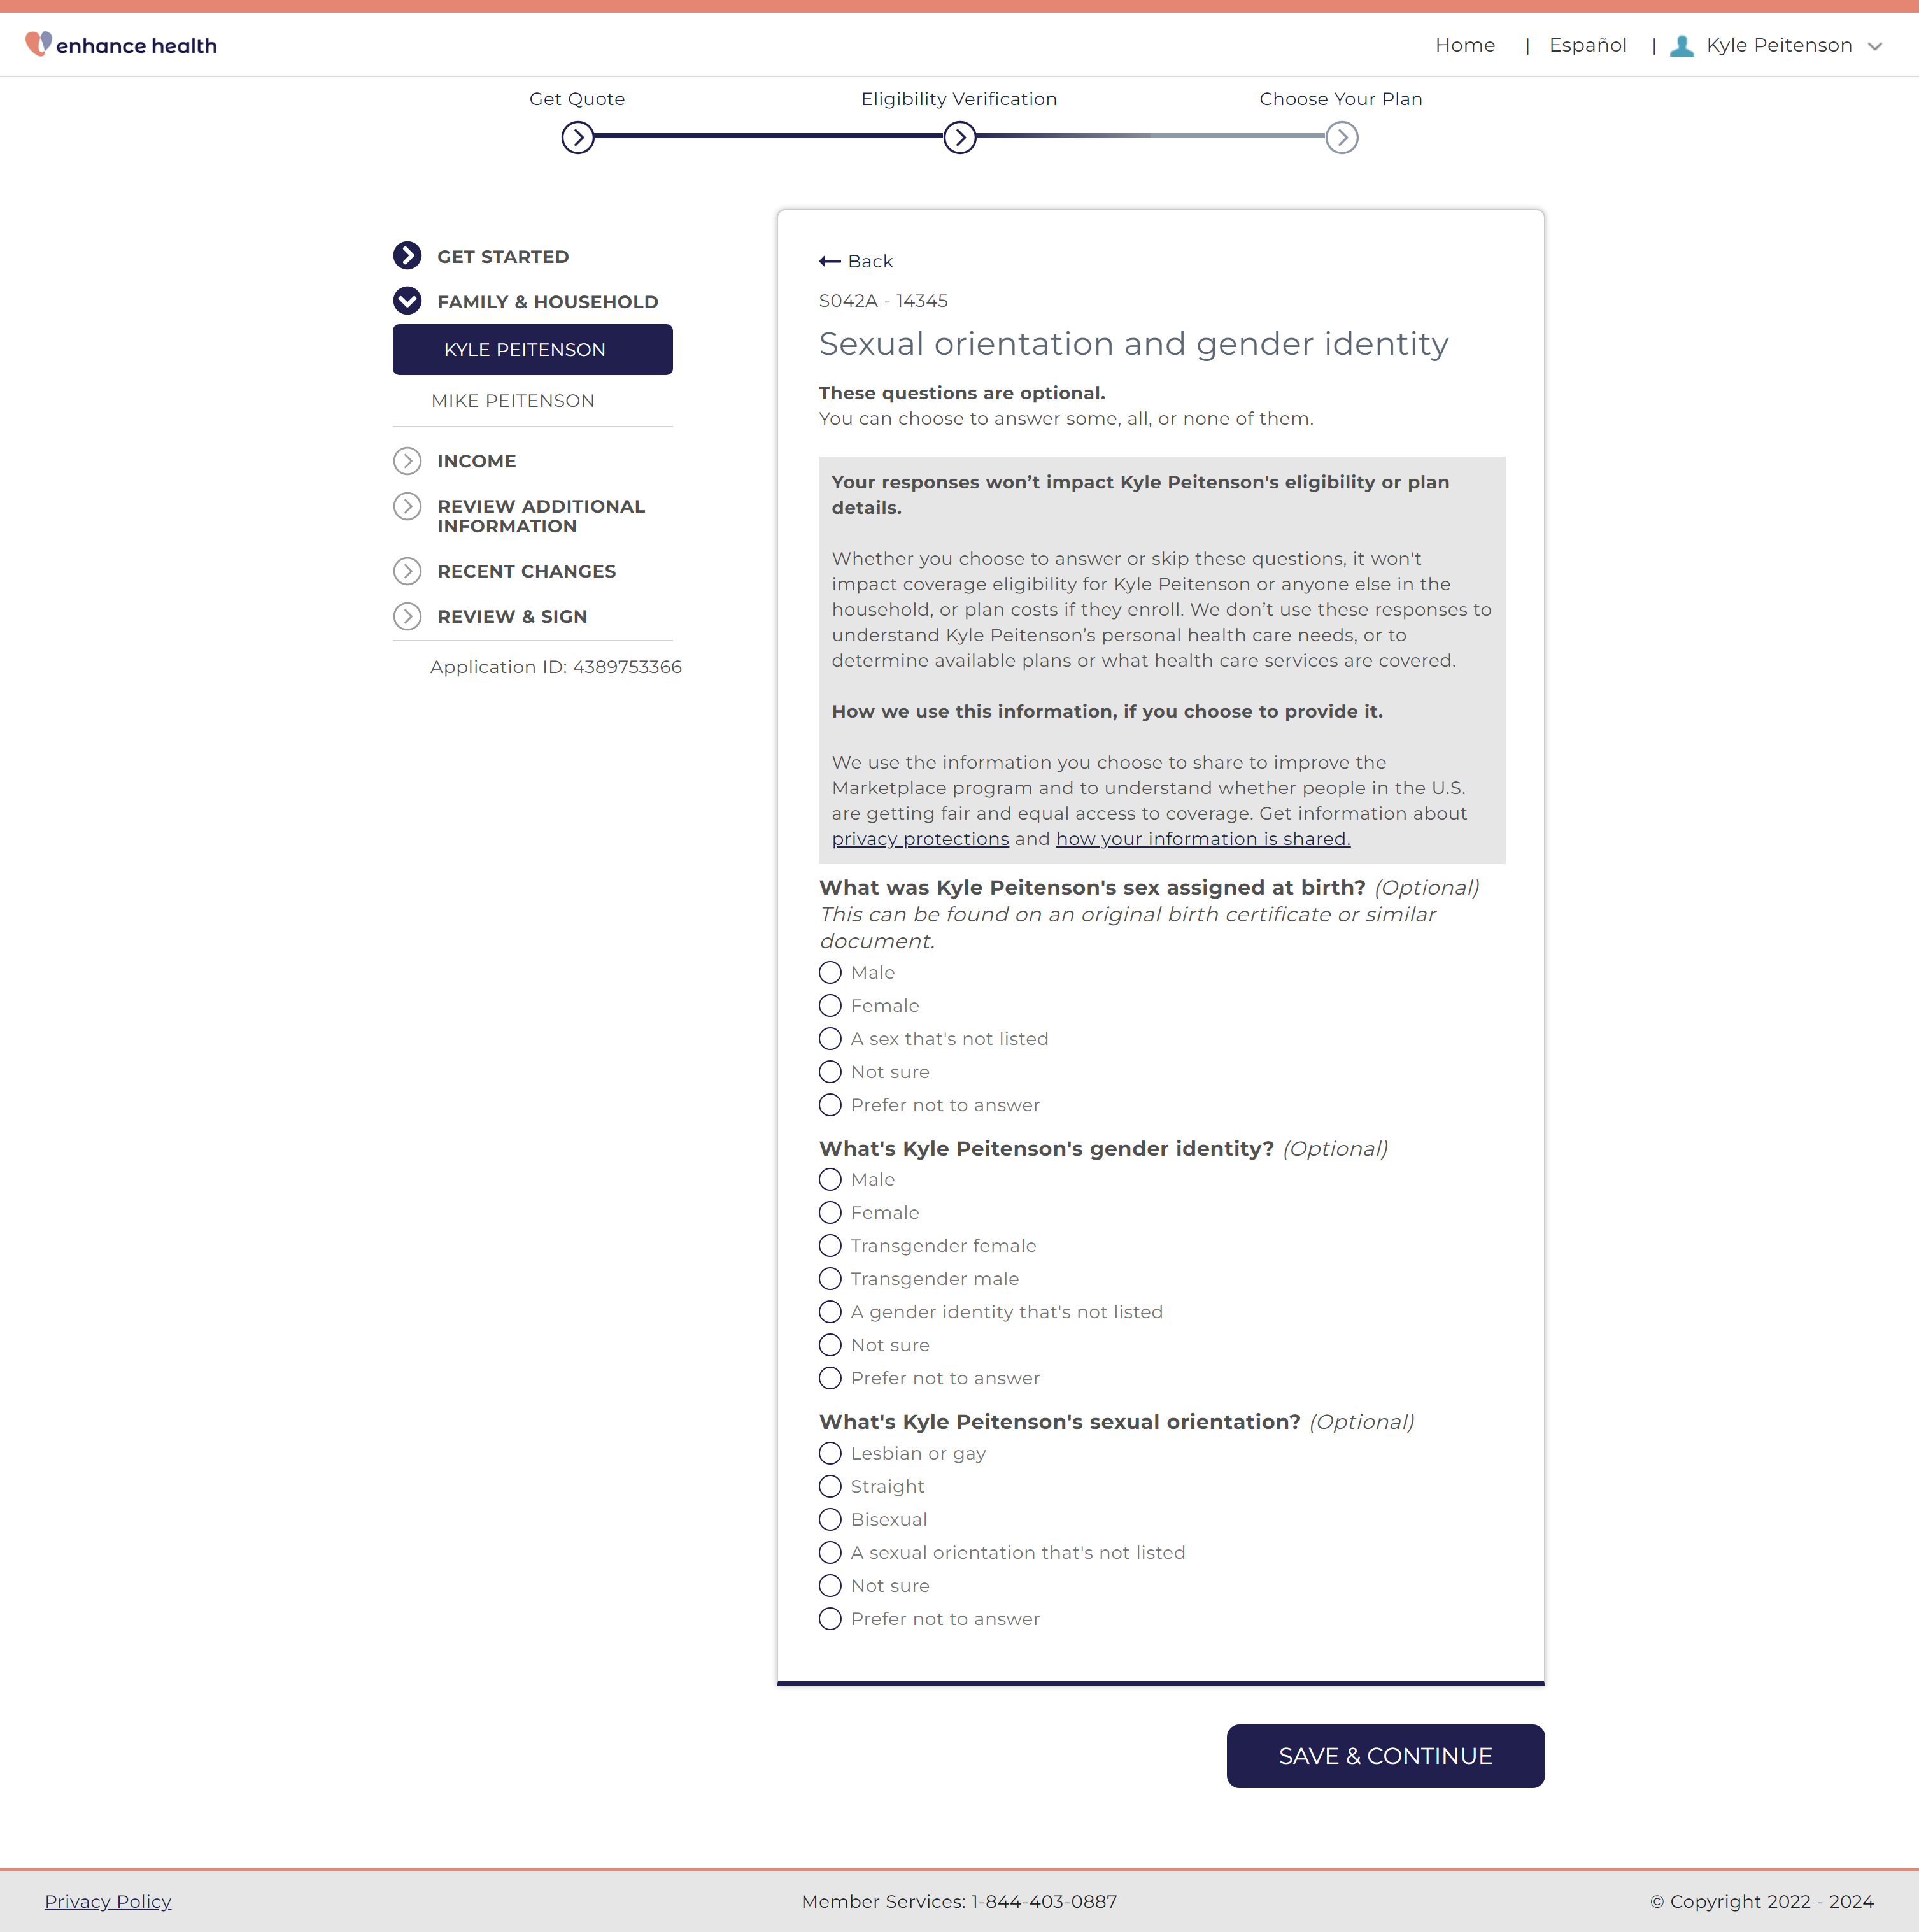 enhance health
Home | Español | Kyle Peitenson
Get Quote
Eligibility Verification
Choose Your Plan
GET STARTED
FAMILY & HOUSEHOLD
KYLE PEITENSON
MIKE PEITENSON
INCOME
REVIEW ADDITIONAL
INFORMATION
RECENT CHANGES
REVIEW & SIGN
Application ID: 4389753366
Back
S042A - 14345
Sexual orientation and gender identity
These questions are optional.
You can choose to answer some, all, or none of them.
Your responses won’t impact Kyle Peitenson's eligibility or plan
details.
Whether you choose to answer or skip these questions, it won't
impact coverage eligibility for Kyle Peitenson or anyone else in the
household, or plan costs if they enroll. We don’t use these responses to
understand Kyle Peitenson’s personal health care needs, or to
determine available plans or what health care services are covered.
How we use this information, if you choose to provide it.
We use the information you choose to share to improve the
Marketplace program and to understand whether people in the U.S.
are getting fair and equal access to coverage. Get information about
privacy protections and how your information is shared.
What was Kyle Peitenson's sex assigned at birth? (Optional)
This can be found on an original birth certificate or similar
document.
Male
Female
A sex that's not listed
Not sure
Prefer not to answer
What's Kyle Peitenson's gender identity? (Optional)
Male
Female
Transgender female
Transgender male
A gender identity that's not listed
Not sure
Prefer not to answer
What's Kyle Peitenson's sexual orientation? (Optional)
Lesbian or gay
Straight
Bisexual
A sexual orientation that's not listed
Not sure
Prefer not to answer
SAVE & CONTINUE
Privacy Policy
Member Services: 1-844-403-0887
© Copyright 2022 - 2024